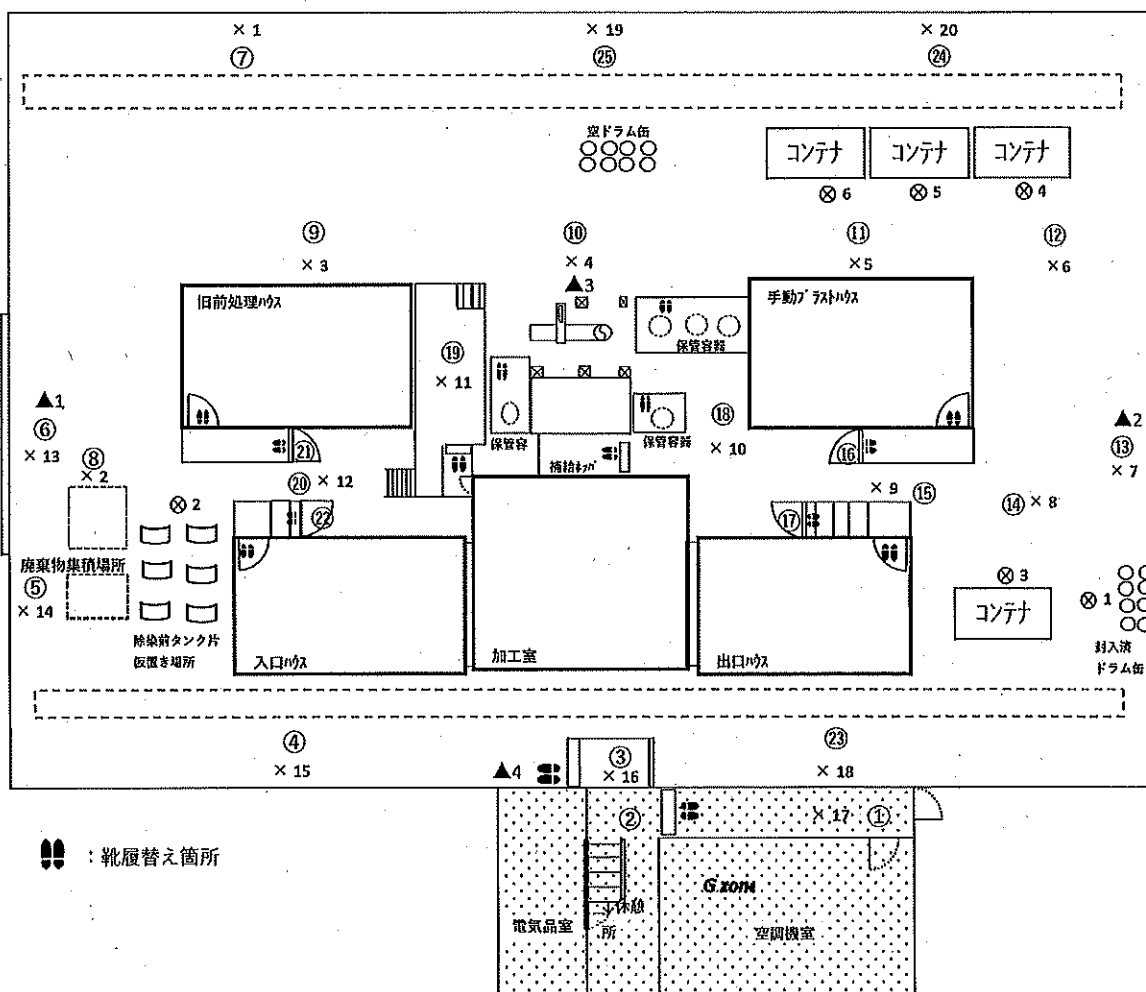 × 1
× 19
× 20
⑦
㉕
㉔
空ドラム缶
コンテナ
コンテナ
コンテナ
⊗ 6
⊗ 5
⊗ 4
⑨
⑩
⑪
⑫
× 3
× 4
× 5
× 6
▲3
旧前処理ハウス
手動ブラストハウス
保管容器
⑲
× 11
▲1
⑥
× 13
⑧
× 2
⊗ 2
㉑
⑳
× 12
㉒
保管容
保管容器
⑱
× 10
▲2
⑬
× 7
⑯
× 9
⑮
⑭
× 8
⑰
廃棄物集積場所
⑤
× 14
除染前タンク片
仮置き場所
入口ハウス
加工室
出口ハウス
⊗ 3
コンテナ
⊗ 1
封入済
ドラム缶
④
× 15
▲4
③
× 16
㉓
× 18
②
× 17
①
G zone
電気品室
休憩
所
空調機室
：靴履替え箇所